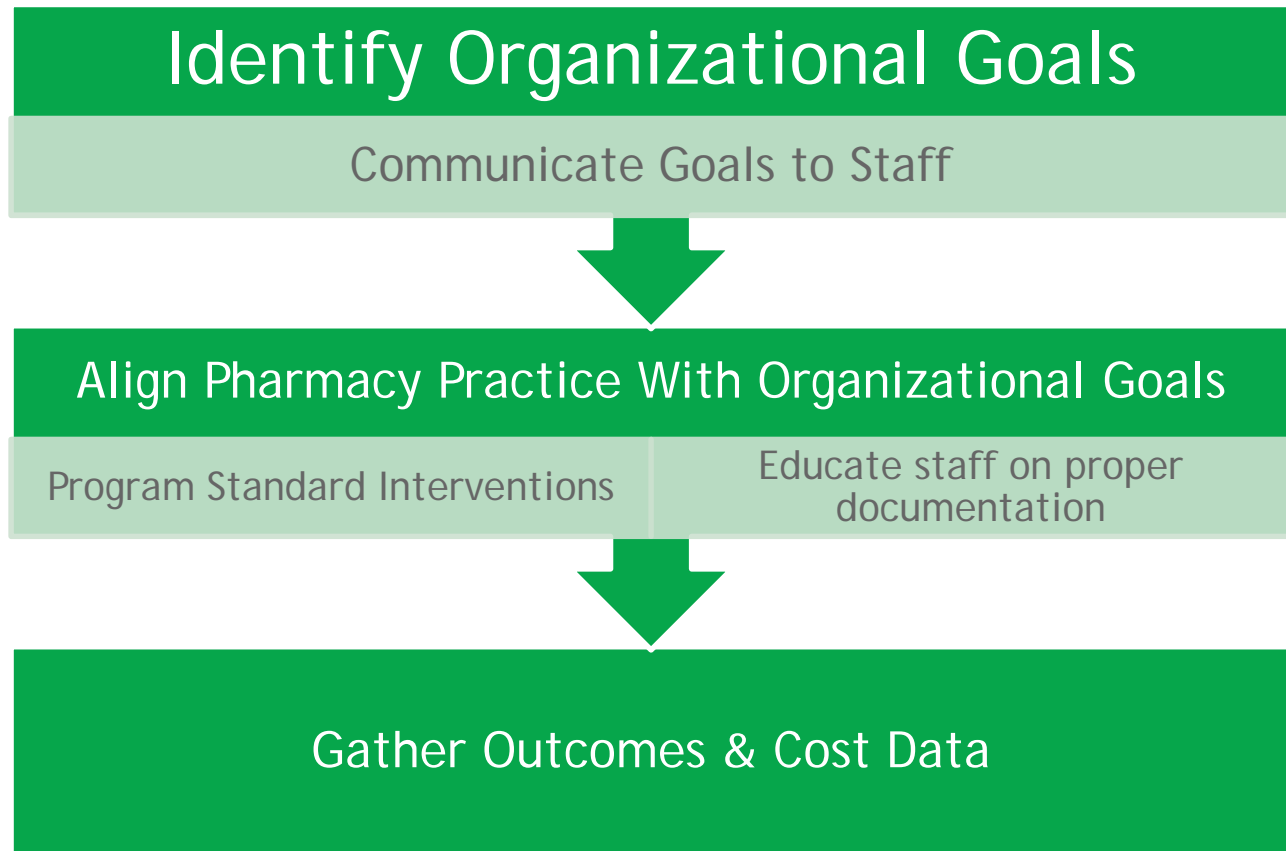 Identify Organizational Goals
Communicate Goals to Staff
Align Pharmacy Practice With Organizational Goals
Program Standard Interventions
Educate staff on proper
documentation
Gather Outcomes & Cost Data